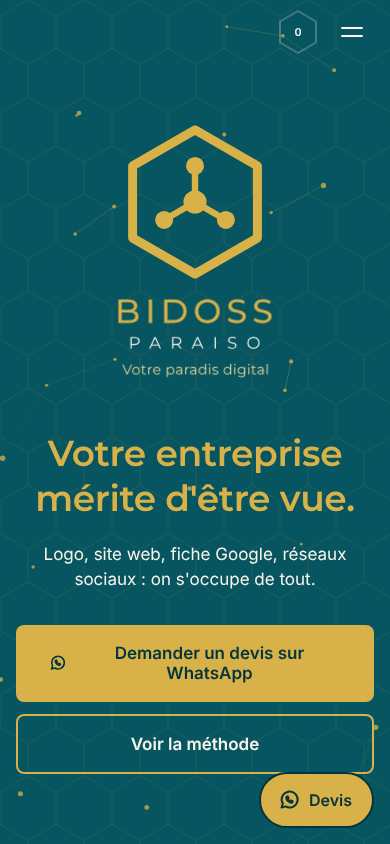 0
BIDOSS
PARAISO
Votre paradis digital
Votre entreprise
mérite d'être vue.
Logo, site web, fiche Google, réseaux
sociaux : on s'occupe de tout.
Demander un devis sur
WhatsApp
Voir la méthode
Devis